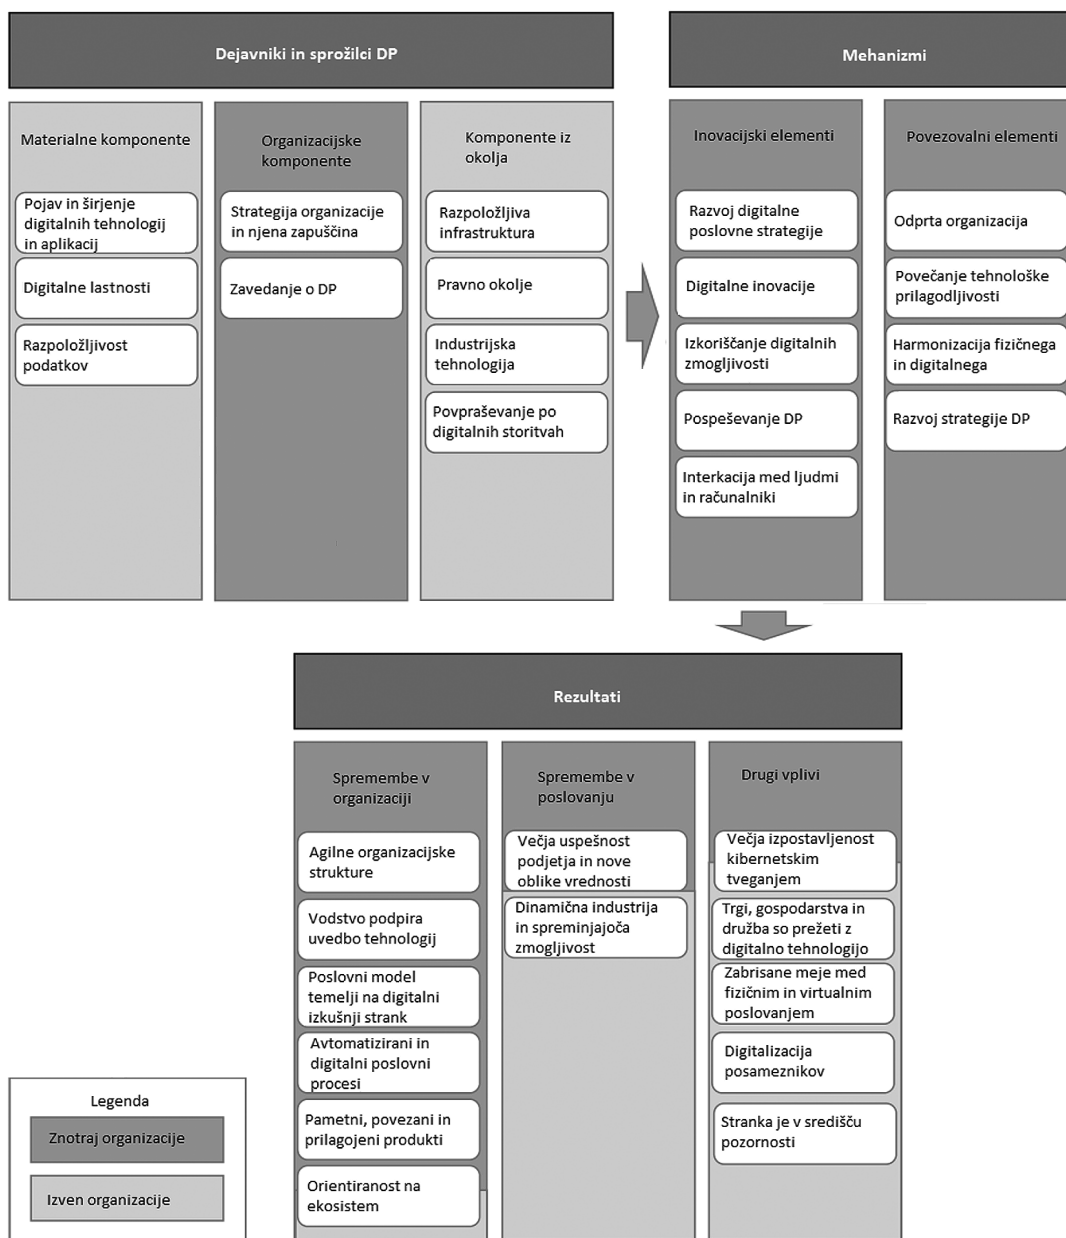 Dejavniki in sprožilci DP
Materialne komponente
Pojav in širjenje
digitalnih tehnologij
in aplikacij
Digitalne lastnosti
Razpoložljivost
podatkov
Organizacijske
komponente
Strategija organizacije
in njena zapuščina
Zavedanje o DP
Komponente iz
okolja
Razpoložljiva
infrastruktura
Pravno okolje
Industrijska
tehnologija
Povpraševanje po
digitalnih storitvah
Mehanizmi
Inovacijski elementi
Razvoj digitalne
poslovne strategije
Digitalne inovacije
Izkoriščanje digitalnih
zmogljivosti
Pospeševanje DP
Interkacija med ljudmi
in računalniki
Povezovalni elementi
Odprta organizacija
Povečanje tehnološke
prilagodljivosti
Harmonizacija fizičnega
in digitalnega
Razvoj strategije DP
Rezultati
Spremembe v
organizaciji
Agilne organizacijske
strukture
Vodstvo podpira
uvedbo tehnologij
Poslovni model
temelji na digitalni
izkušnji strank
Avtomatizirani in
digitalni poslovni
procesi
Pametni, povezani in
prilagojeni produkti
Orientiranost na
ekosistem
Spremembe v
poslovanju
Večja uspešnost
podjetja in nove
oblike vrednosti
Dinamična industrija
in spreminjajoča
zmogljivost
Drugi vplivi
Večja izpostavljenost
kibernetskim
tveganjem
Trgi, gospodarstva in
družba so prežeti z
digitalno tehnologijo
Zabrisane meje med
fizičnim in virtualnim
poslovanjem
Digitalizacija
posameznikov
Stranka je v središču
pozornosti
Legenda
Znotraj organizacije
Izven organizacije